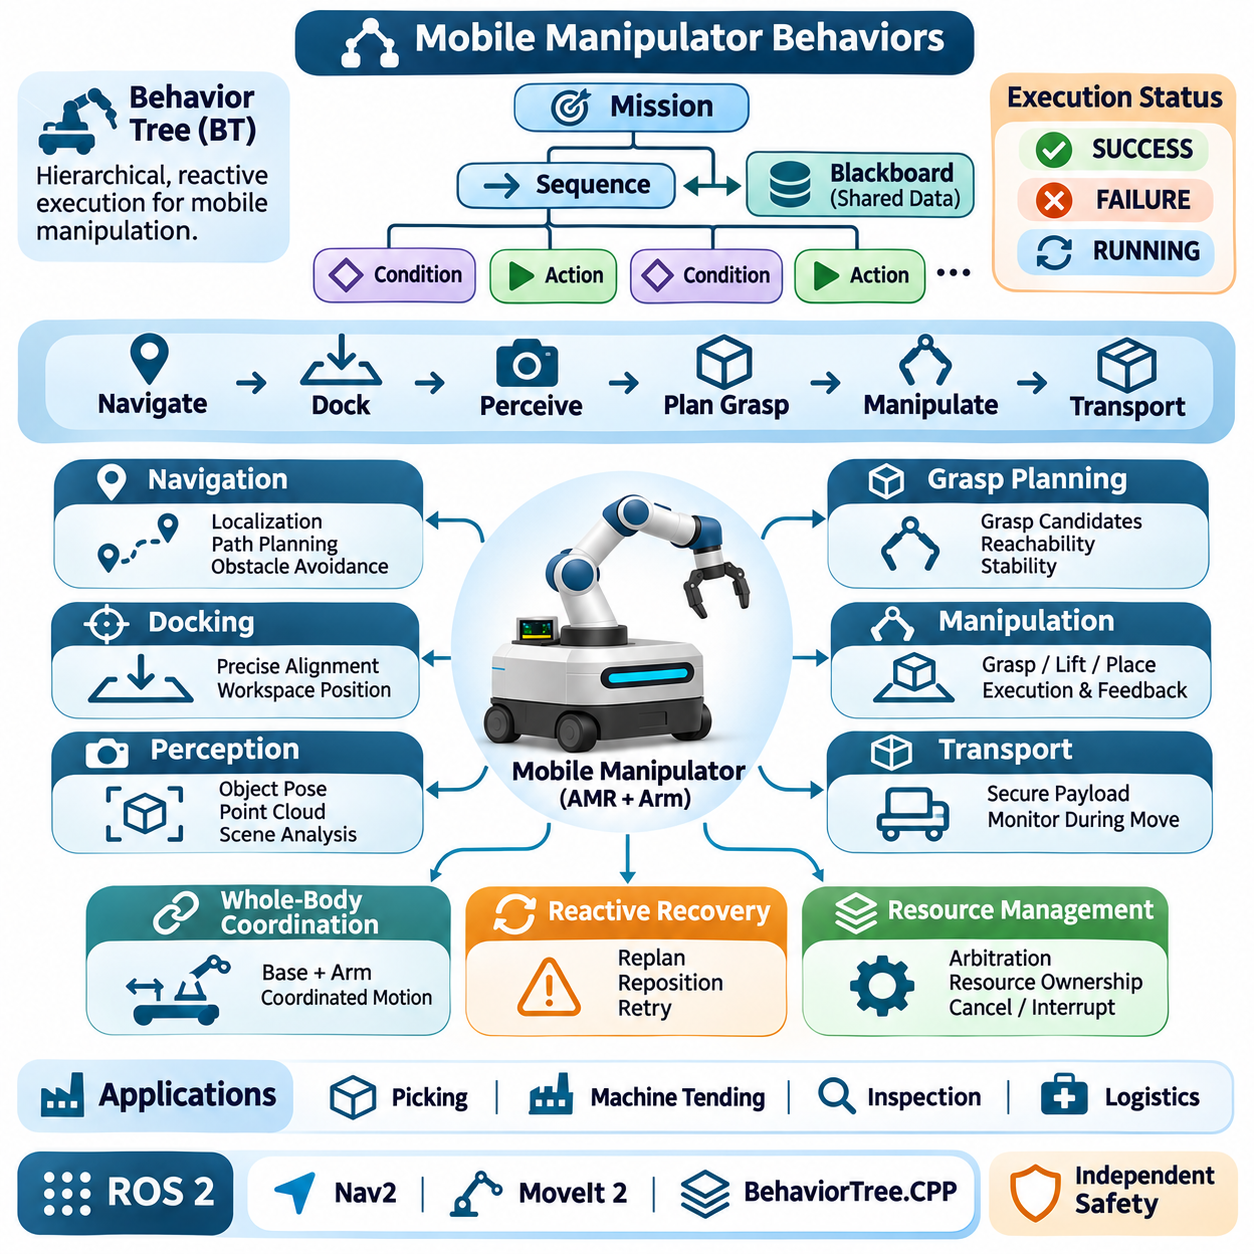 Mobile Manipulator Behaviors
Behavior
Tree (BT)
Hierarchical, reactive
execution for mobile
manipulation.
Mission
Sequence
Blackboard
(Shared Data)
Condition
Action
Condition
Action
...
Execution Status
SUCCESS
FAILURE
RUNNING
Navigate
Dock
Perceive
Plan Grasp
Manipulate
Transport
Navigation
Localization
Path Planning
Obstacle Avoidance
Docking
Precise Alignment
Workspace Position
Perception
Object Pose
Point Cloud
Scene Analysis
Mobile Manipulator
(AMR + Arm)
Grasp Planning
Grasp Candidates
Reachability
Stability
Manipulation
Grasp / Lift / Place
Execution & Feedback
Transport
Secure Payload
Monitor During Move
Whole-Body
Coordination
Base + Arm
Coordinated Motion
Reactive Recovery
Replan
Reposition
Retry
Resource Management
Arbitration
Resource Ownership
Cancel / Interrupt
Applications
Picking
Machine Tending
Inspection
Logistics
ROS 2
Nav2
MoveIt 2
BehaviorTree.CPP
Independent
Safety